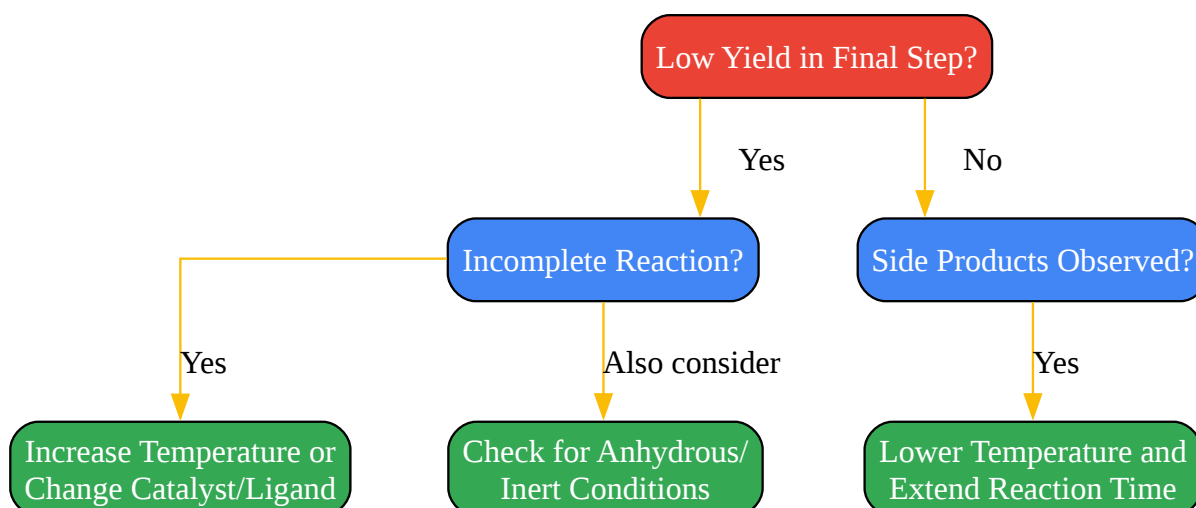 Low Yield in Final Step?
Yes
No
Incomplete Reaction?
Side Products Observed?
Yes
Also consider
Yes
Increase Temperature or
Change Catalyst/Ligand
Check for Anhydrous/
Inert Conditions
Lower Temperature and
Extend Reaction Time